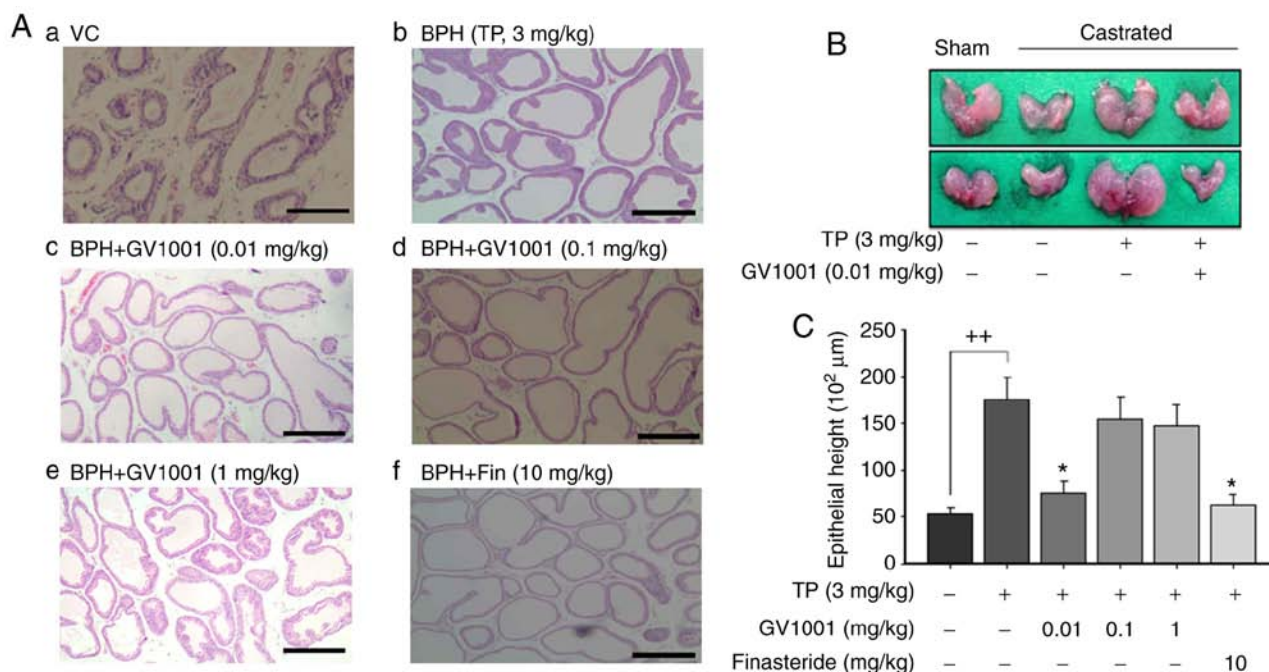 A
a VC
b BPH (TP, 3 mg/kg)
c BPH+GV1001 (0.01 mg/kg)
d BPH+GV1001 (0.1 mg/kg)
e BPH+GV1001 (1 mg/kg)
f BPH+Fin (10 mg/kg)
B
Sham Castrated
TP (3 mg/kg) – – + +
GV1001 (0.01 mg/kg) – – – +
C
Epithelial height (10² μm)
250
200
150
100
50
0
++
*
*
TP (3 mg/kg) – + + + + +
GV1001 (mg/kg) – – 0.01 0.1 1
Finasteride (mg/kg) – – 10